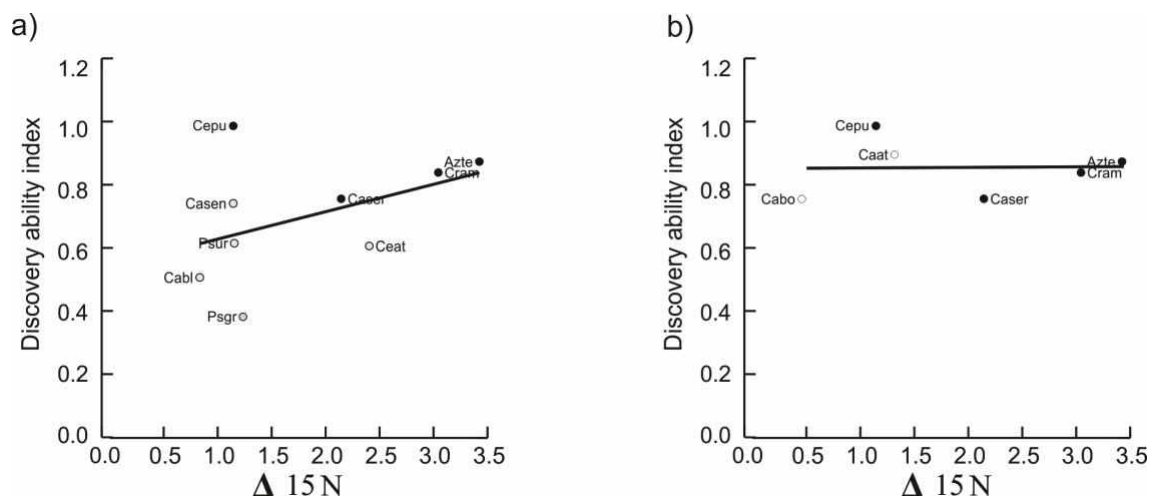 a)
Discovery ability index
1.2
1.0
0.8
0.6
0.4
0.2
0.0
Cepu
Azte
Cram
Casen
Caser
Psur
Ceat
Cabl
Psgr
0.0 0.5 1.0 1.5 2.0 2.5 3.0 3.5
Δ 15 N
b)
Discovery ability index
1.2
1.0
0.8
0.6
0.4
0.2
0.0
Cepu
Caat
Azte
Cram
Cabo
Caser
0.0 0.5 1.0 1.5 2.0 2.5 3.0 3.5
Δ 15 N